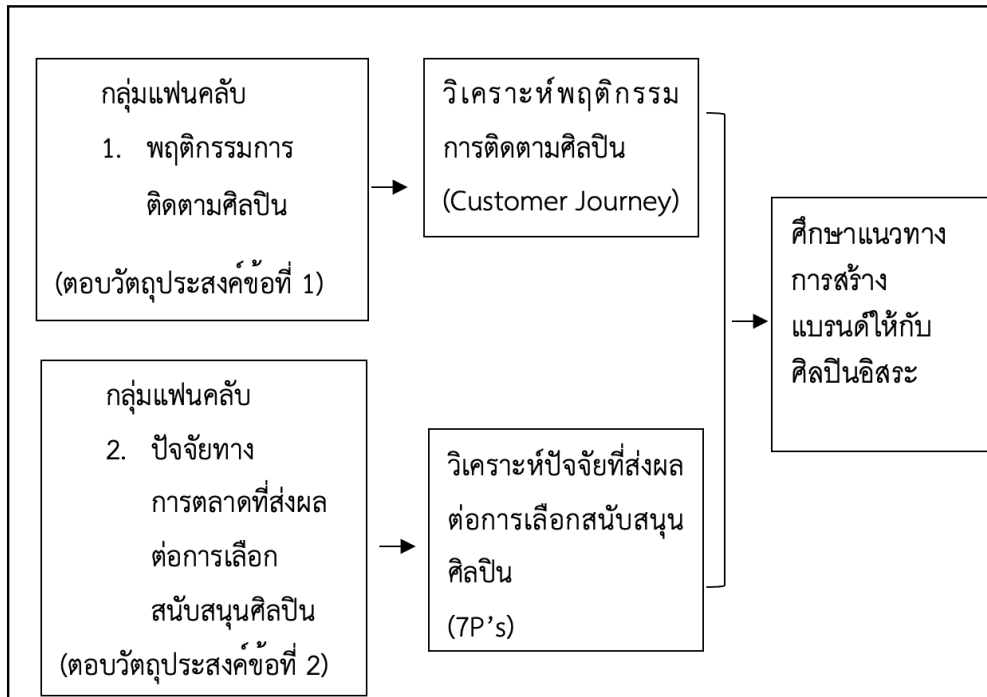 กลุ่มแฟนคลับ
1. พฤติกรรมการ
ติดตามศิลปิน
(ตอบวัตถุประสงค์ข้อที่ 1)
วิเคราะห์พฤติกรรม
การติดตามศิลปิน
(Customer Journey)
กลุ่มแฟนคลับ
2. ปัจจัยทาง
การตลาดที่ส่งผล
ต่อการเลือก
สนับสนุนศิลปิน
(ตอบวัตถุประสงค์ข้อที่ 2)
วิเคราะห์ปัจจัยที่ส่งผล
ต่อการเลือกสนับสนุน
ศิลปิน
(7P’s)
ศึกษาแนวทาง
การสร้าง
แบรนด์ให้กับ
ศิลปินอิสระ